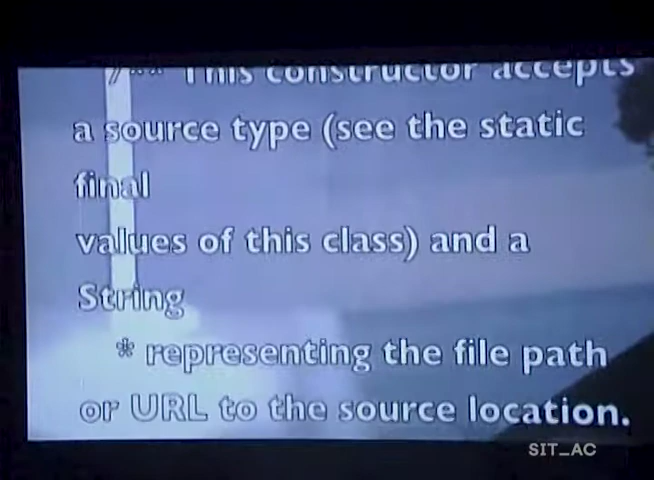 /** This constructor accepts
a source type (see the static
final
values of this class) and a
String
* representing the file path
or URL to the source location.
SIT_AC